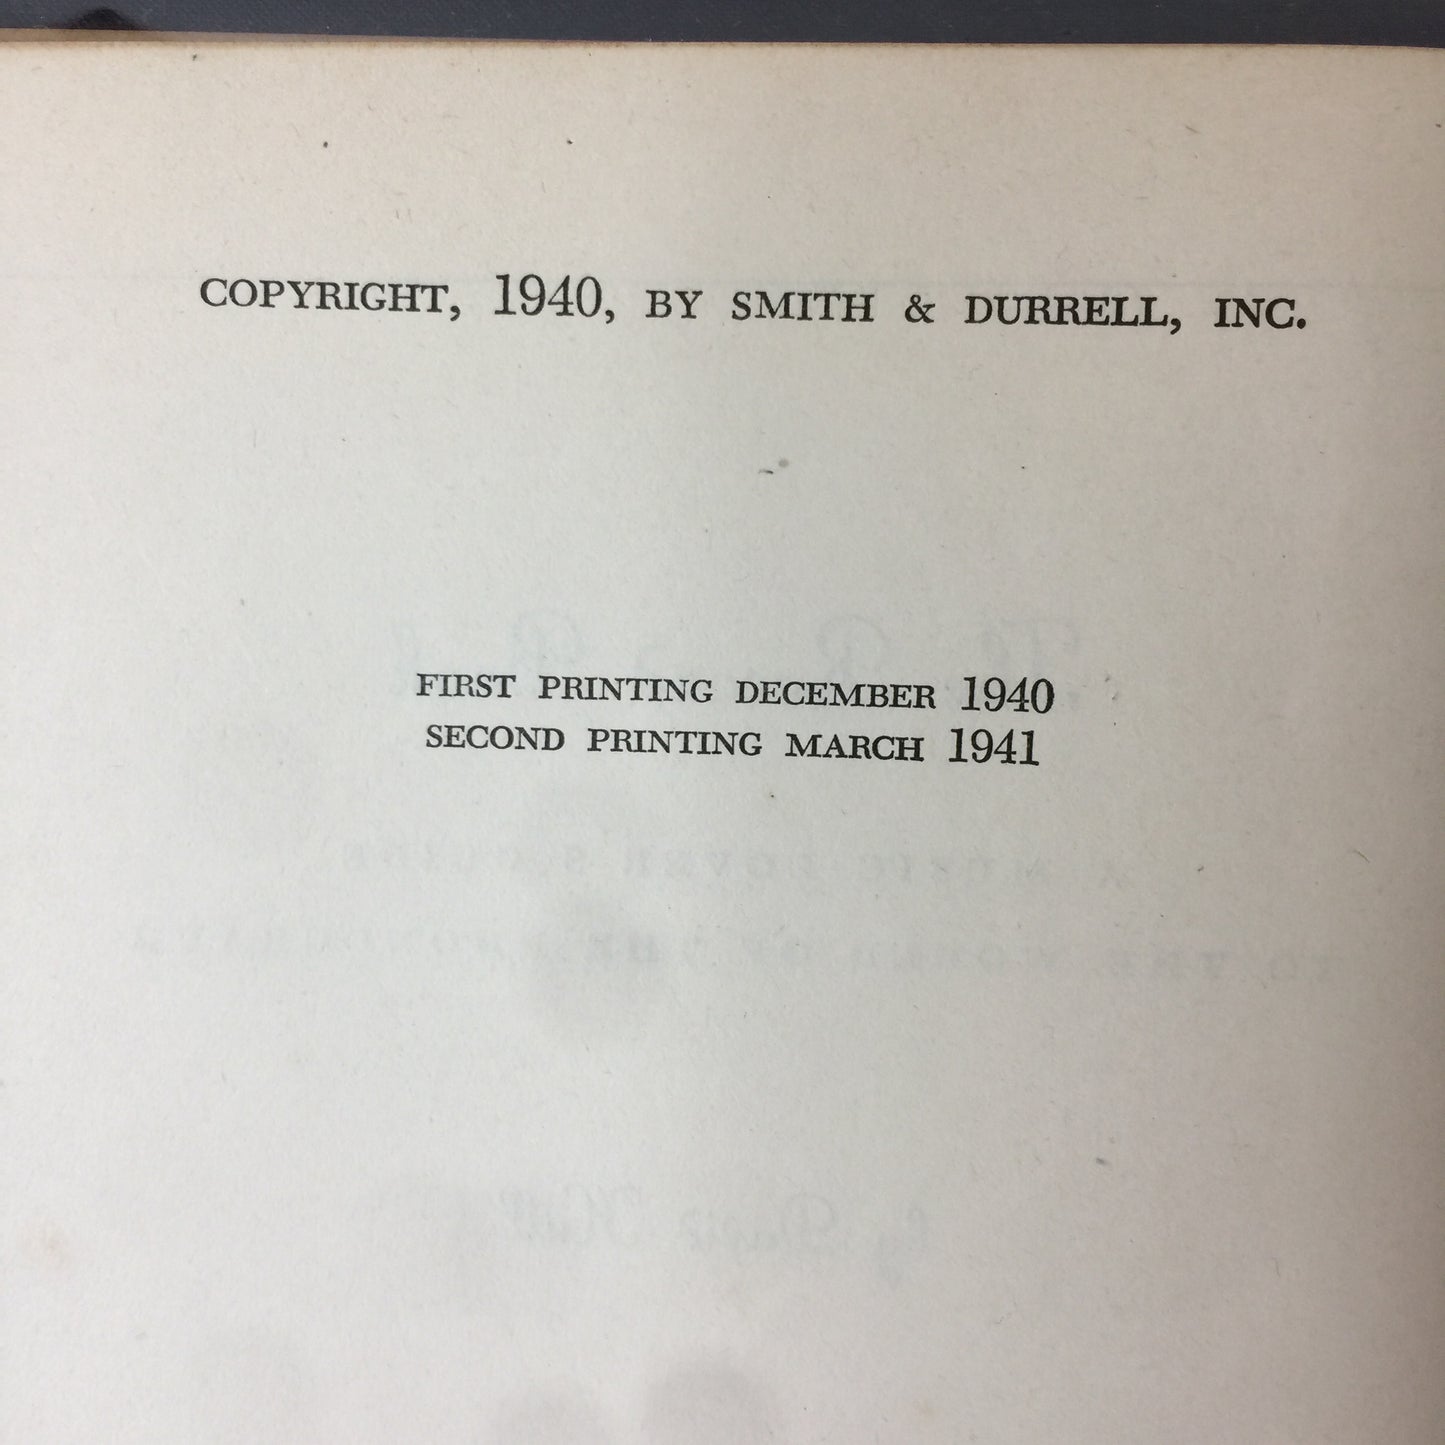 COPYRIGHT, 1940, BY SMITH & DURRELL, INC.
FIRST PRINTING DECEMBER 1940
SECOND PRINTING MARCH 1941